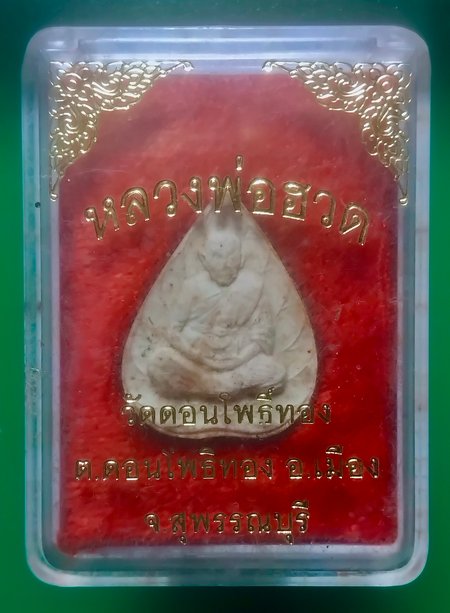 หลวงพ่อฮวด
วัดดอนโพธิ์ทอง
ต.ดอนโพธิทอง อ.เมือง
จ.สุพรรณบุรี